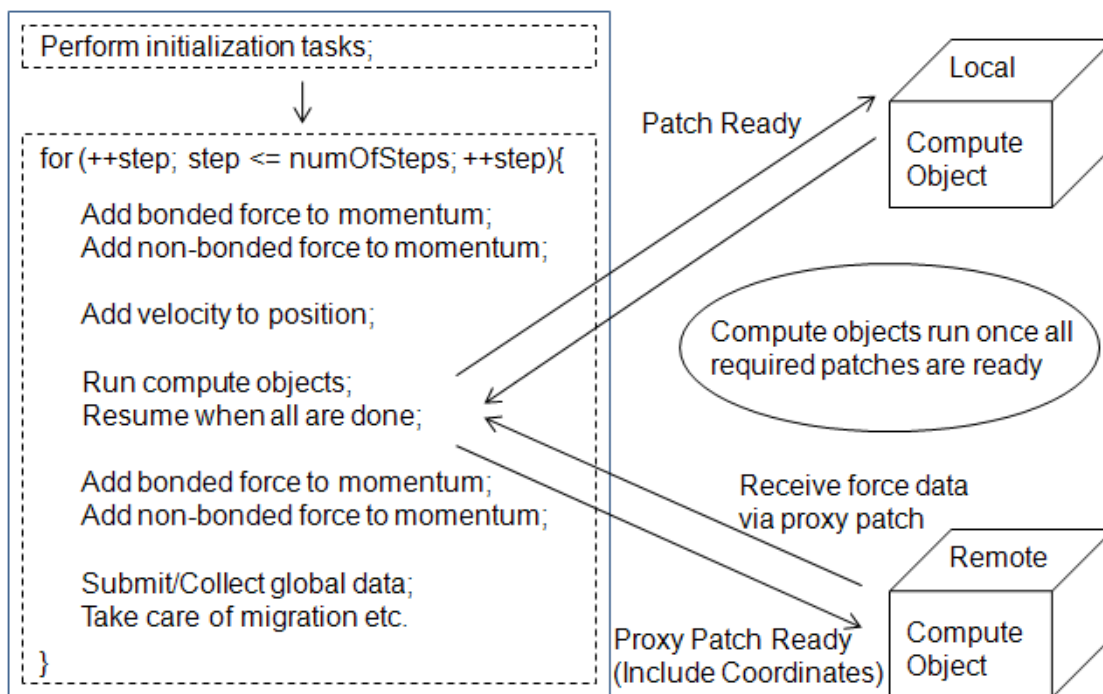 Perform initialization tasks;
for (++step; step <= numOfSteps; ++step){
Add bonded force to momentum;
Add non-bonded force to momentum;
Add velocity to position;
Run compute objects;
Resume when all are done;
Add bonded force to momentum;
Add non-bonded force to momentum;
Submit/Collect global data;
Take care of migration etc.
}
Patch Ready
Local
Compute
Object
Compute objects run once all
required patches are ready
Receive force data
via proxy patch
Proxy Patch Ready
(Include Coordinates)
Remote
Compute
Object